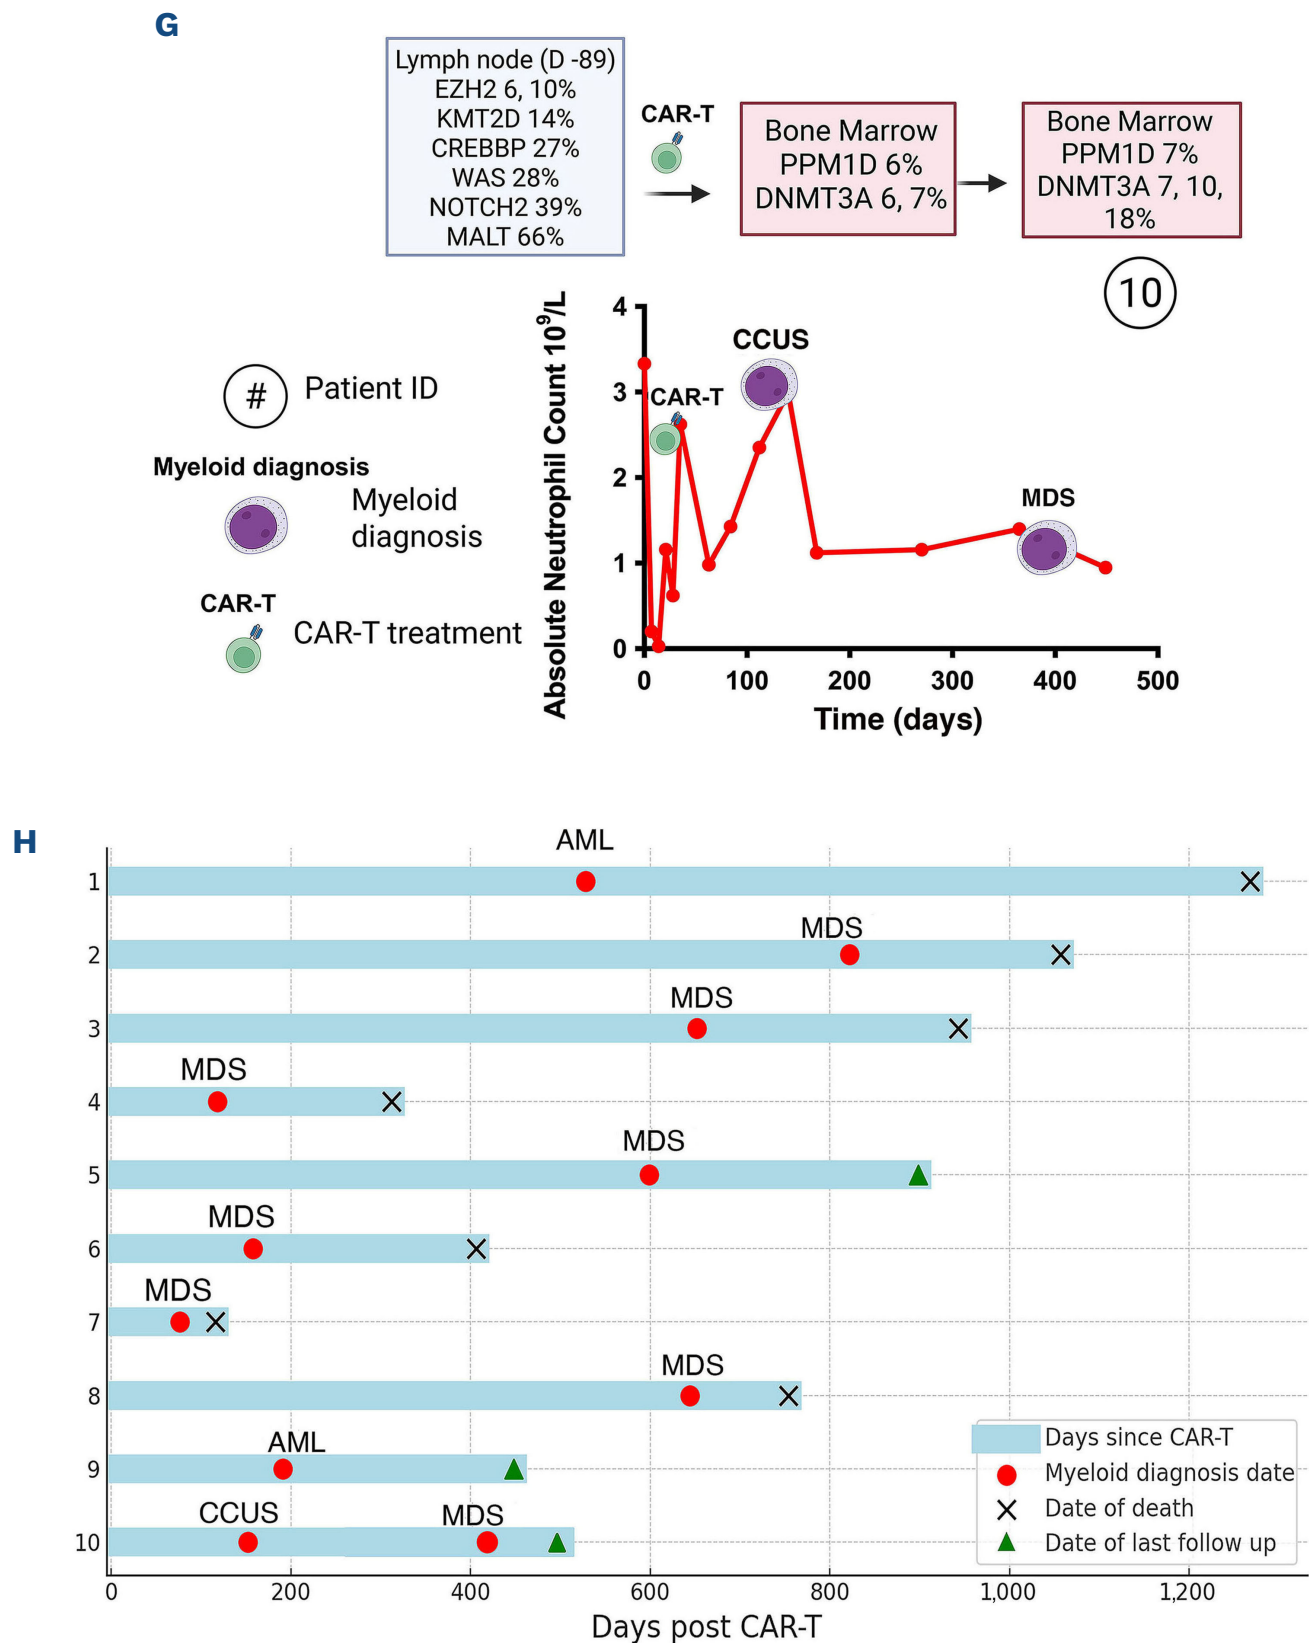 G
Lymph node (D -89)
EZH2 6, 10%
KMT2D 14%
CREBBP 27%
WAS 28%
NOTCH2 39%
MALT 66%
CAR-T
Bone Marrow
PPM1D 6%
DNMT3A 6, 7%
Bone Marrow
PPM1D 7%
DNMT3A 7, 10,
18%
10
# Patient ID
Myeloid diagnosis
Myeloid
diagnosis
CAR-T
CAR-T treatment
Absolute Neutrophil Count 10⁹/L
4
3
2
1
0
CAR-T
CCUS
MDS
0 100 200 300 400 500
Time (days)
H
AML
1
MDS
2
MDS
3
MDS
4
MDS
5
MDS
6
MDS
7
MDS
8
AML
9
CCUS MDS
10
Days since CAR-T
Myeloid diagnosis date
Date of death
Date of last follow up
0 200 400 600 800 1,000 1,200
Days post CAR-T